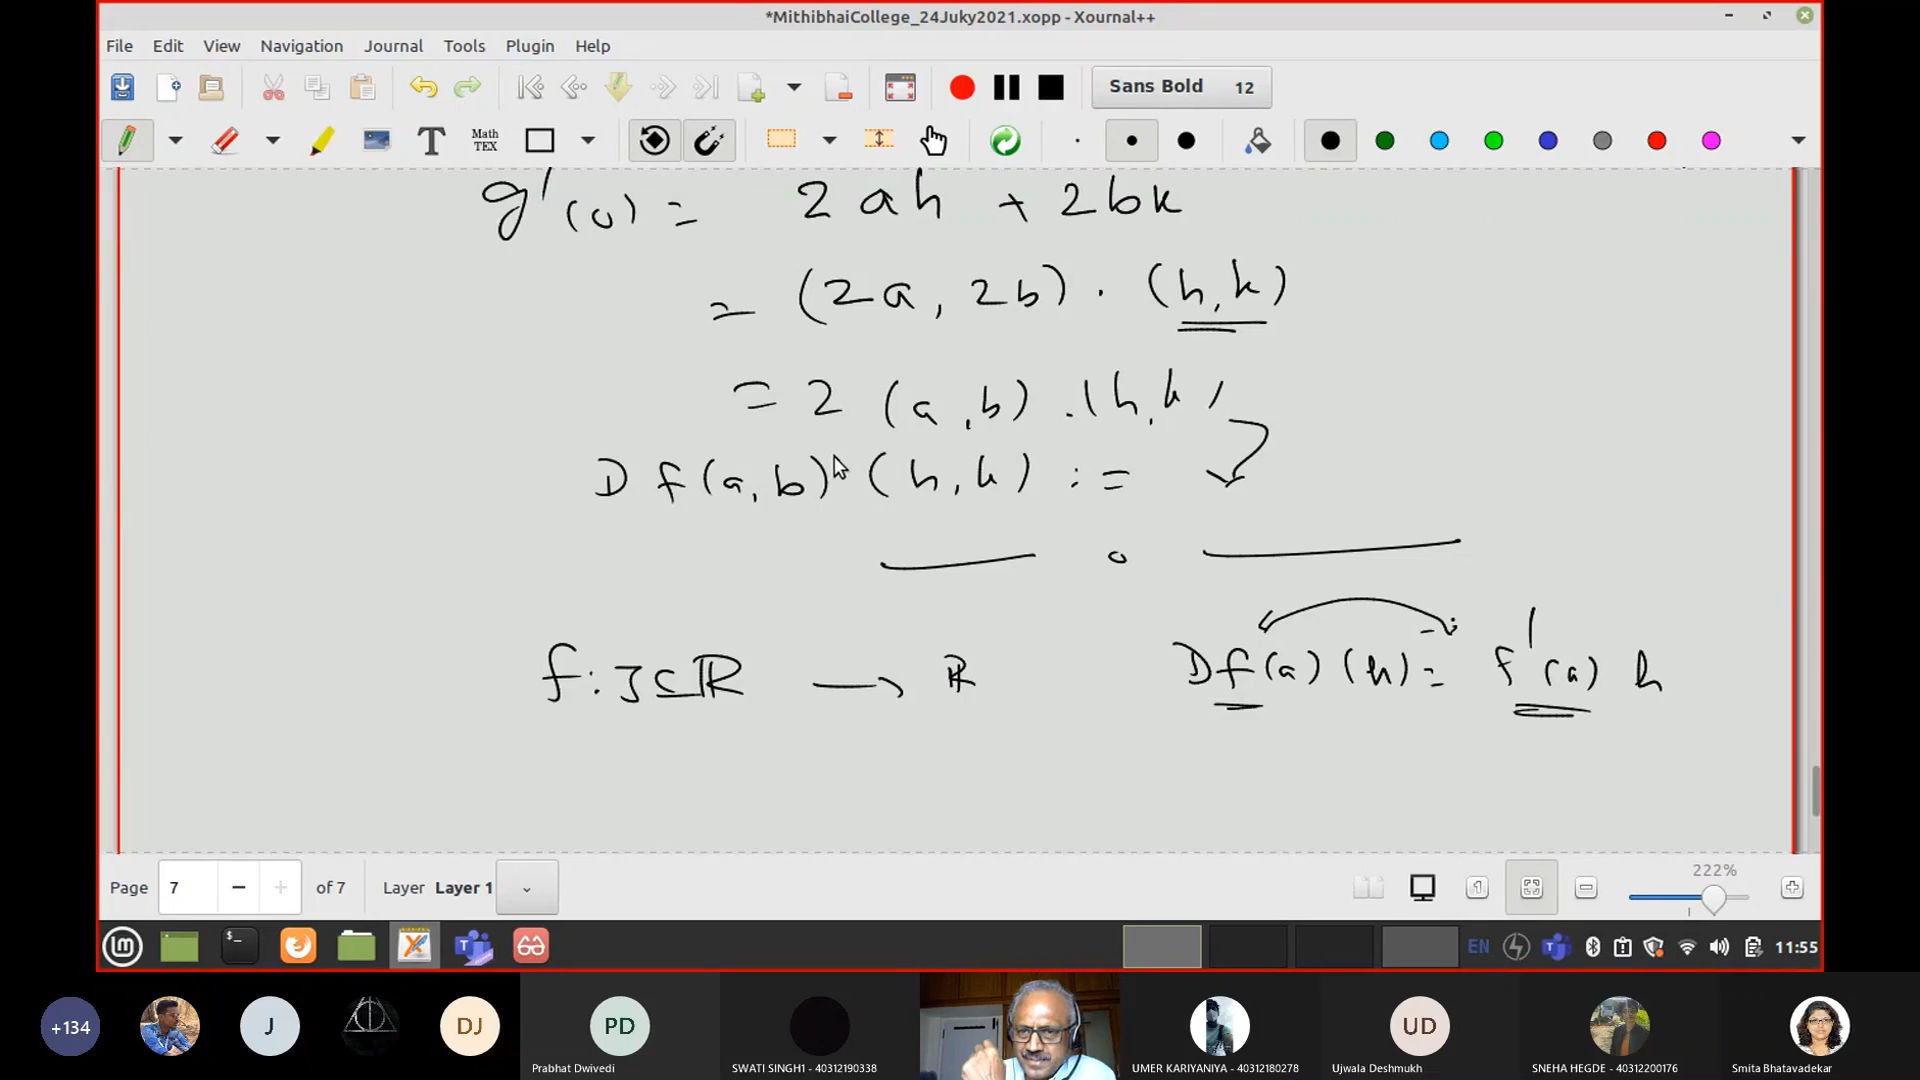 *MithibhaiCollege_24Juky2021.xopp - Xournal++
File Edit View Navigation Journal Tools Plugin Help
Sans Bold 12
T Math TEX
g'(0) = 2ah + 2bk
= (2a, 2b) · (h, k)
= 2 (a, b) · (h, k)
Df(a, b) (h, k) :=
f: J ⊆ ℝ → ℝ
Df(a)(h) = f'(a) h
Page 7 of 7 Layer Layer 1 222%
EN 11:55
+134 J DJ PD UD
Prabhat Dwivedi SWATI SINGH1 - 40312190338 UMER KARIYANIYA - 40312180278 Ujwala Deshmukh SNEHA HEGDE - 40312200176 Smita Bhatavadekar